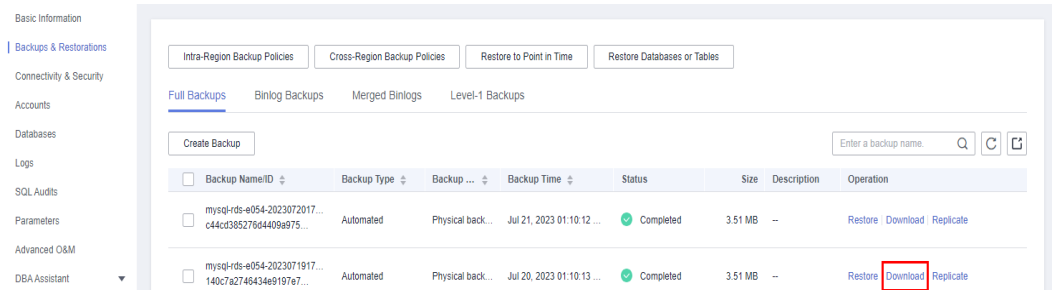 Basic Information
Backups & Restorations
Connectivity & Security
Accounts
Databases
Logs
SQL Audits
Parameters
Advanced O&M
DBA Assistant
Intra-Region Backup Policies Cross-Region Backup Policies Restore to Point in Time Restore Databases or Tables
Full Backups Binlog Backups Merged Binlogs Level-1 Backups
Create Backup Enter a backup name.
Backup Name/ID Backup Type Backup ... Backup Time Status Size Description Operation
mysql-rds-e054-2023072017...
c44cd385276d4409a975... Automated Physical back... Jul 21, 2023 01:10:12 ... Completed 3.51 MB -- Restore Download Replicate
mysql-rds-e054-2023071917...
140c7a2746434e9197e7... Automated Physical back... Jul 20, 2023 01:10:13 ... Completed 3.51 MB -- Restore Download Replicate